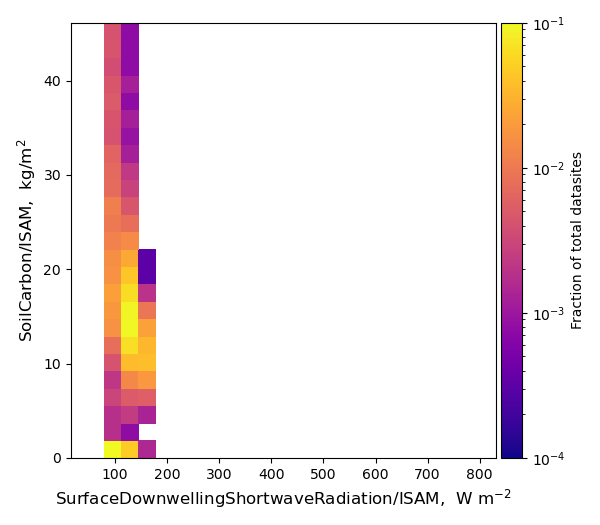 SoilCarbon/ISAM,  kg/m²
40
30
20
10
0
100 200 300 400 500 600 700 800
SurfaceDownwellingShortwaveRadiation/ISAM,  W m⁻²
10⁻¹
10⁻²
10⁻³
10⁻⁴
Fraction of total datasites